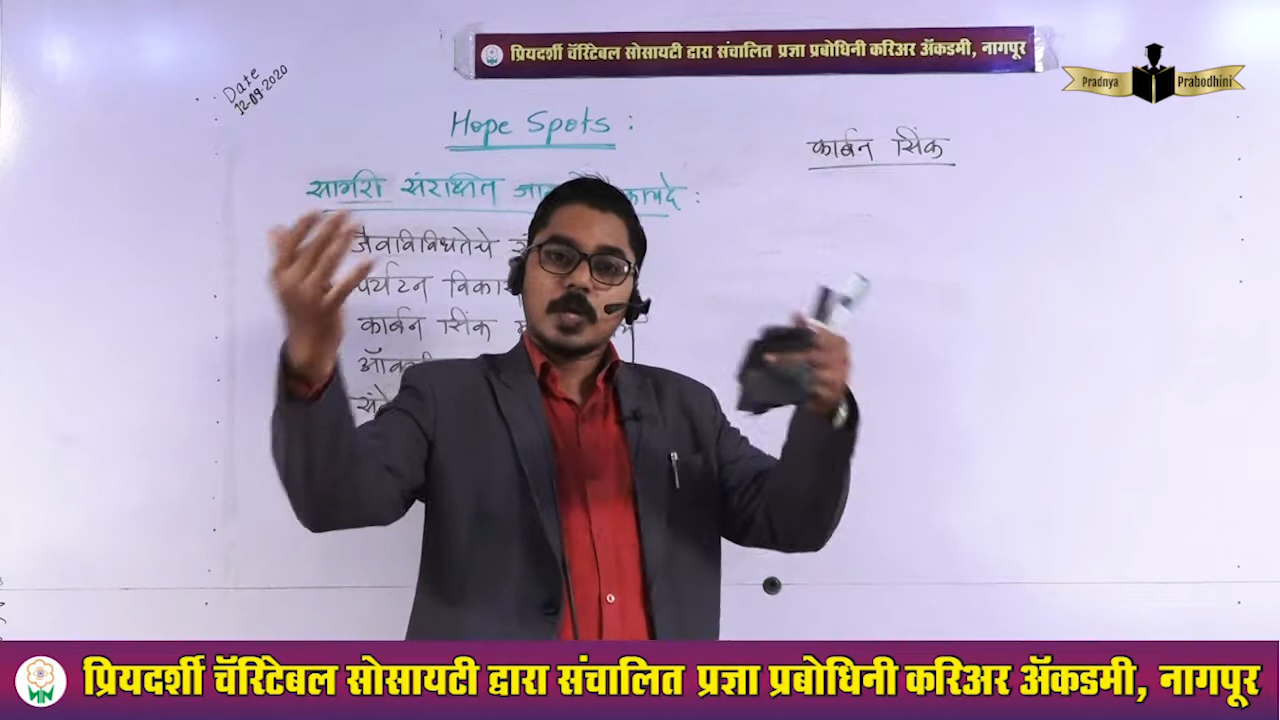 प्रियदर्शी चॅरिटेबल सोसायटी द्वारा संचालित प्रज्ञा प्रबोधिनी करिअर ॲकडमी, नागपूर
Pradnya Prabodhini
Date
12.09.2020
Hope Spots :
कार्बन सिंक
सागरी संरक्षित
जैवविविधतेचे
पर्यटन
कार्बन सिंक
प्रियदर्शी चॅरिटेबल सोसायटी द्वारा संचालित प्रज्ञा प्रबोधिनी करिअर ॲकडमी, नागपूर